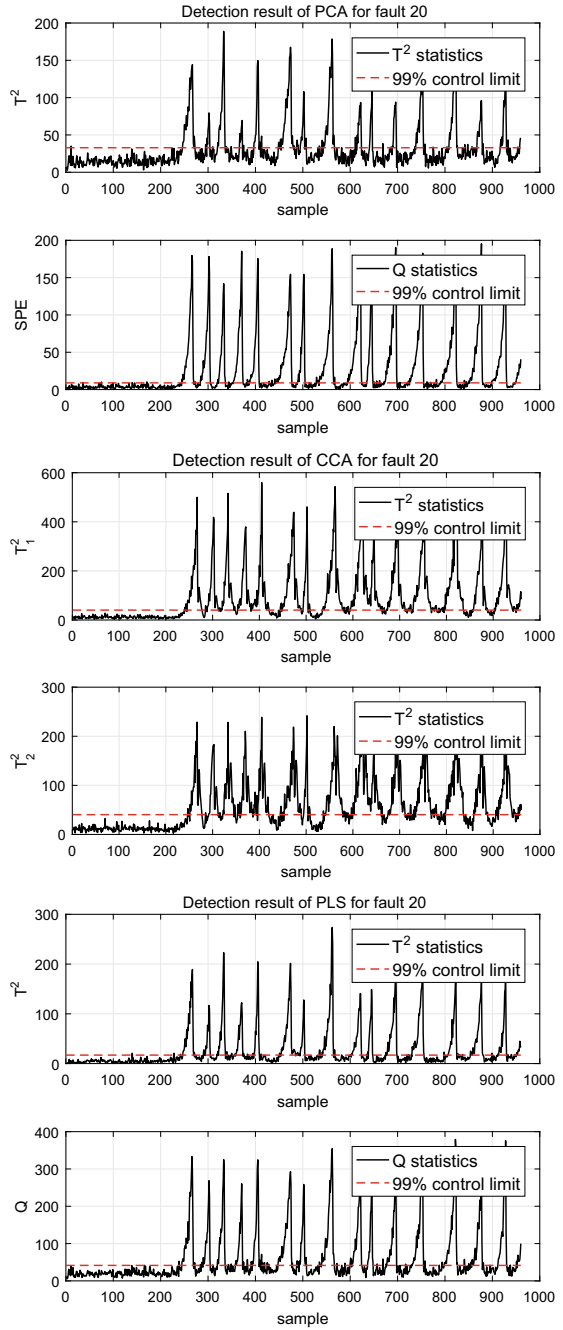 Detection result of PCA for fault 20
200
150
100
50
0
T²
T² statistics
99% control limit
0 100 200 300 400 500 600 700 800 900 1000
sample
200
150
100
50
0
SPE
Q statistics
99% control limit
0 100 200 300 400 500 600 700 800 900 1000
sample
Detection result of CCA for fault 20
600
400
200
0
T₁²
T² statistics
99% control limit
0 100 200 300 400 500 600 700 800 900 1000
sample
300
200
100
0
T₂²
T² statistics
99% control limit
0 100 200 300 400 500 600 700 800 900 1000
sample
Detection result of PLS for fault 20
300
200
100
0
T²
T² statistics
99% control limit
0 100 200 300 400 500 600 700 800 900 1000
sample
400
300
200
100
0
Q
Q statistics
99% control limit
0 100 200 300 400 500 600 700 800 900 1000
sample